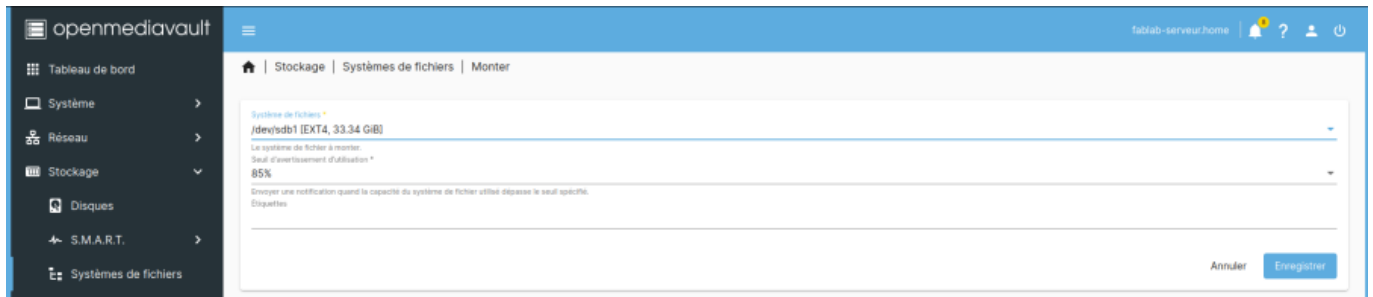 openmediavault
fablab-serveur.home
Tableau de bord
Système
Réseau
Stockage
Disques
S.M.A.R.T.
Systèmes de fichiers
Stockage | Systèmes de fichiers | Monter
Système de fichiers *
/dev/sdb1 [EXT4, 33.34 GiB]
Le système de fichier à monter.
Seuil d'avertissement d'utilisation *
85%
Envoyer une notification quand la capacité du système de fichier utilisé dépasse le seuil spécifié.
Étiquettes
Annuler
Enregistrer